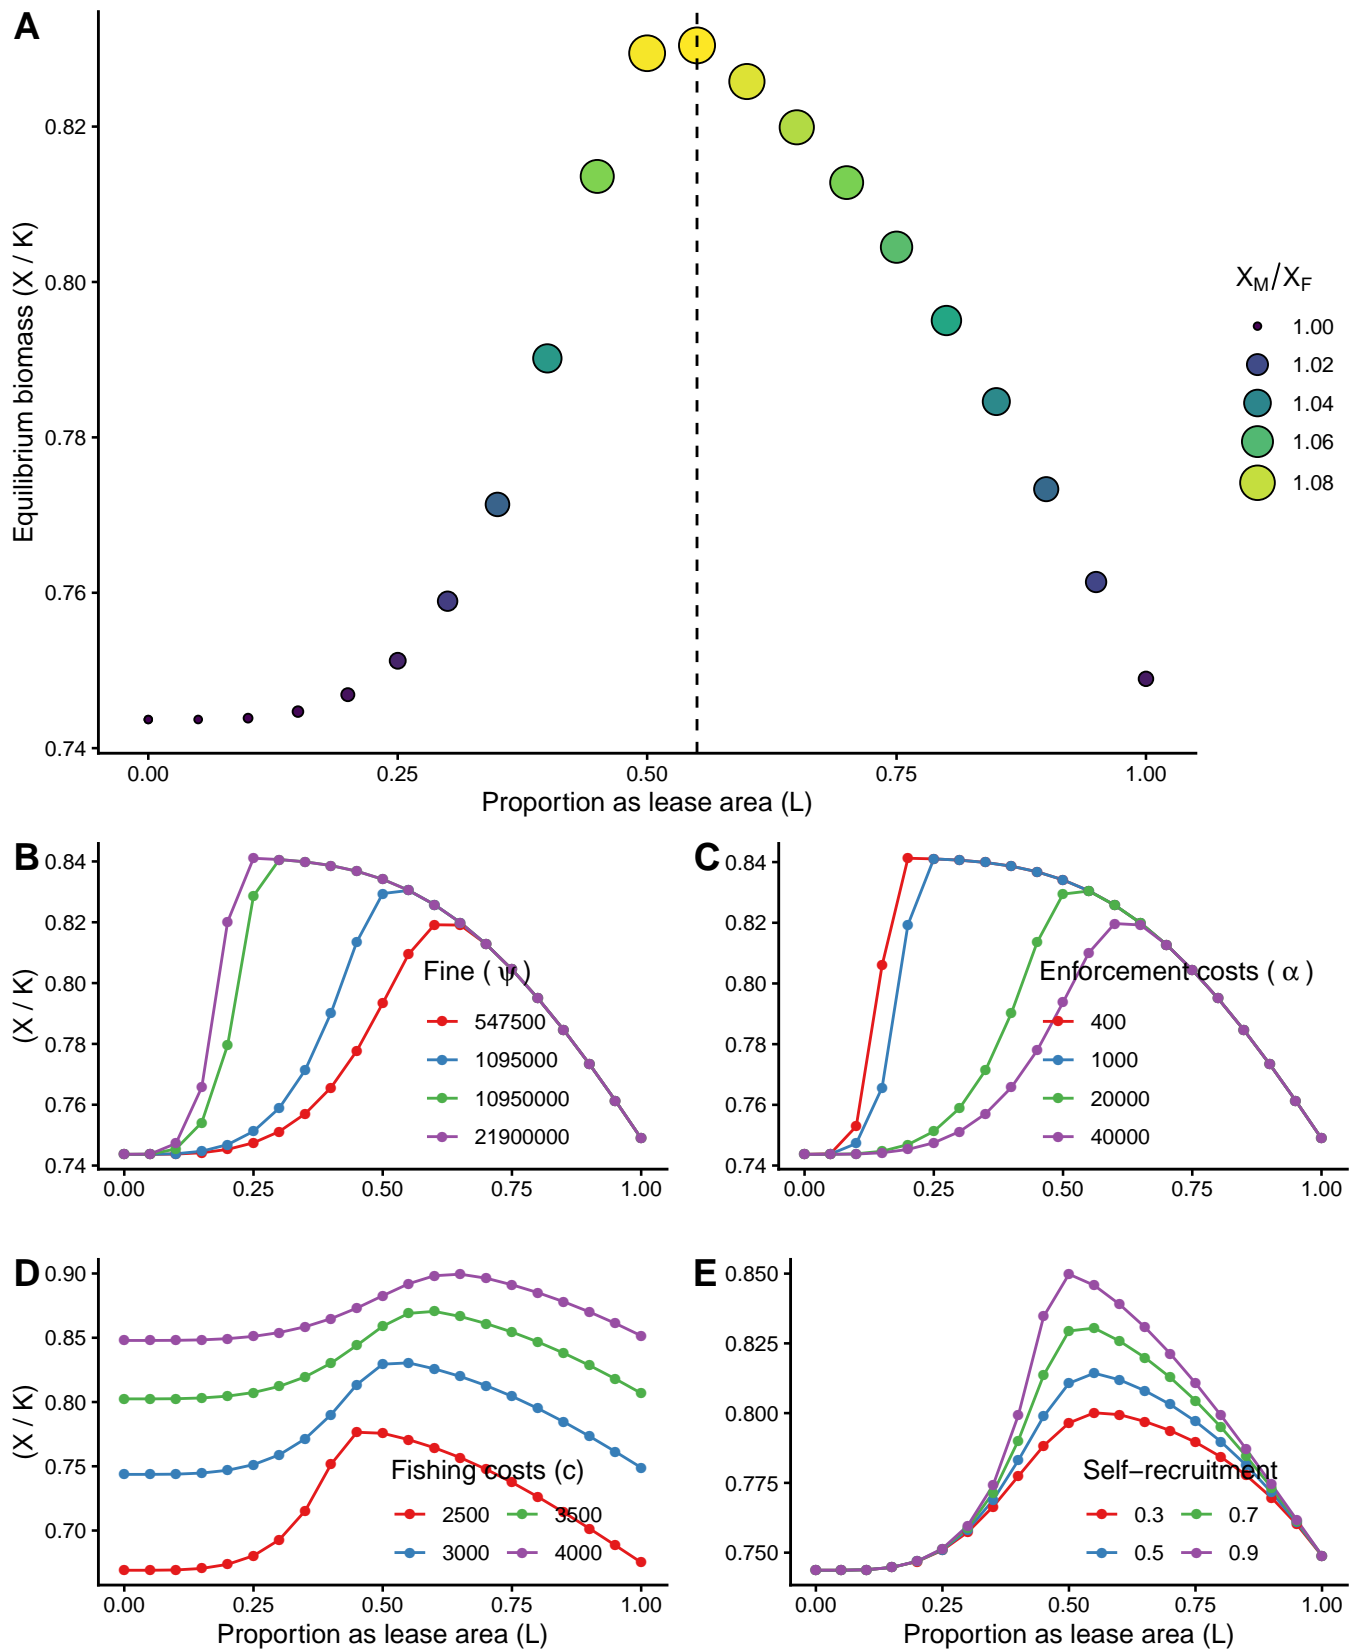 A
Equilibrium biomass (X / K)
0.82
0.80
0.78
0.76
0.74
0.00 0.25 0.50 0.75 1.00
Proportion as lease area (L)
X_M/X_F
1.00
1.02
1.04
1.06
1.08
B
(X / K)
0.84
0.82
0.80
0.78
0.76
0.74
Fine ( ψ )
547500
1095000
10950000
21900000
0.00 0.25 0.50 0.75 1.00
C
0.84
0.82
0.80
0.78
0.76
0.74
Enforcement costs ( α )
400
1000
20000
40000
0.00 0.25 0.50 0.75 1.00
D
(X / K)
0.90
0.85
0.80
0.75
0.70
Fishing costs (c)
2500 3500
3000 4000
0.00 0.25 0.50 0.75 1.00
Proportion as lease area (L)
E
0.850
0.825
0.800
0.775
0.750
Self−recruitment
0.3 0.7
0.5 0.9
0.00 0.25 0.50 0.75 1.00
Proportion as lease area (L)